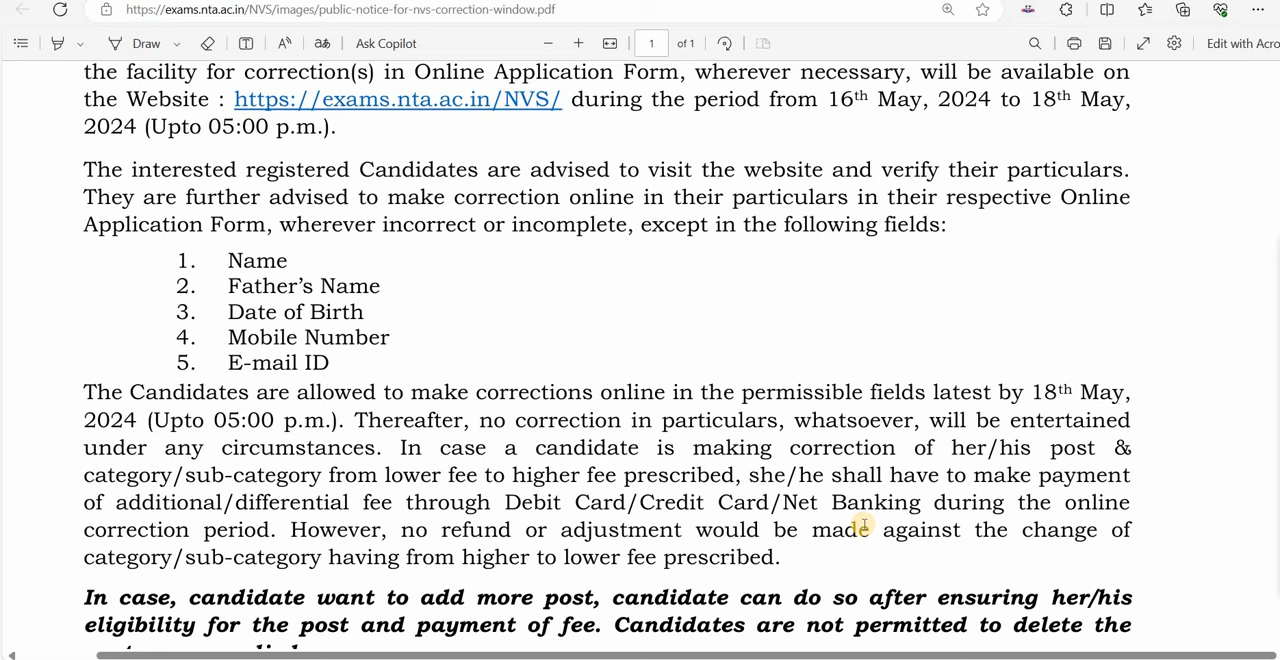 https://exams.nta.ac.in/NVS/images/public-notice-for-nvs-correction-window.pdf
Draw
Ask Copilot
1 of 1
Edit with Acro
the facility for correction(s) in Online Application Form, wherever necessary, will be available on
the Website : https://exams.nta.ac.in/NVS/ during the period from 16th May, 2024 to 18th May,
2024 (Upto 05:00 p.m.).
The interested registered Candidates are advised to visit the website and verify their particulars.
They are further advised to make correction online in their particulars in their respective Online
Application Form, wherever incorrect or incomplete, except in the following fields:
1. Name
2. Father's Name
3. Date of Birth
4. Mobile Number
5. E-mail ID
The Candidates are allowed to make corrections online in the permissible fields latest by 18th May,
2024 (Upto 05:00 p.m.). Thereafter, no correction in particulars, whatsoever, will be entertained
under any circumstances. In case a candidate is making correction of her/his post &
category/sub-category from lower fee to higher fee prescribed, she/he shall have to make payment
of additional/differential fee through Debit Card/Credit Card/Net Banking during the online
correction period. However, no refund or adjustment would be made against the change of
category/sub-category having from higher to lower fee prescribed.
In case, candidate want to add more post, candidate can do so after ensuring her/his
eligibility for the post and payment of fee. Candidates are not permitted to delete the